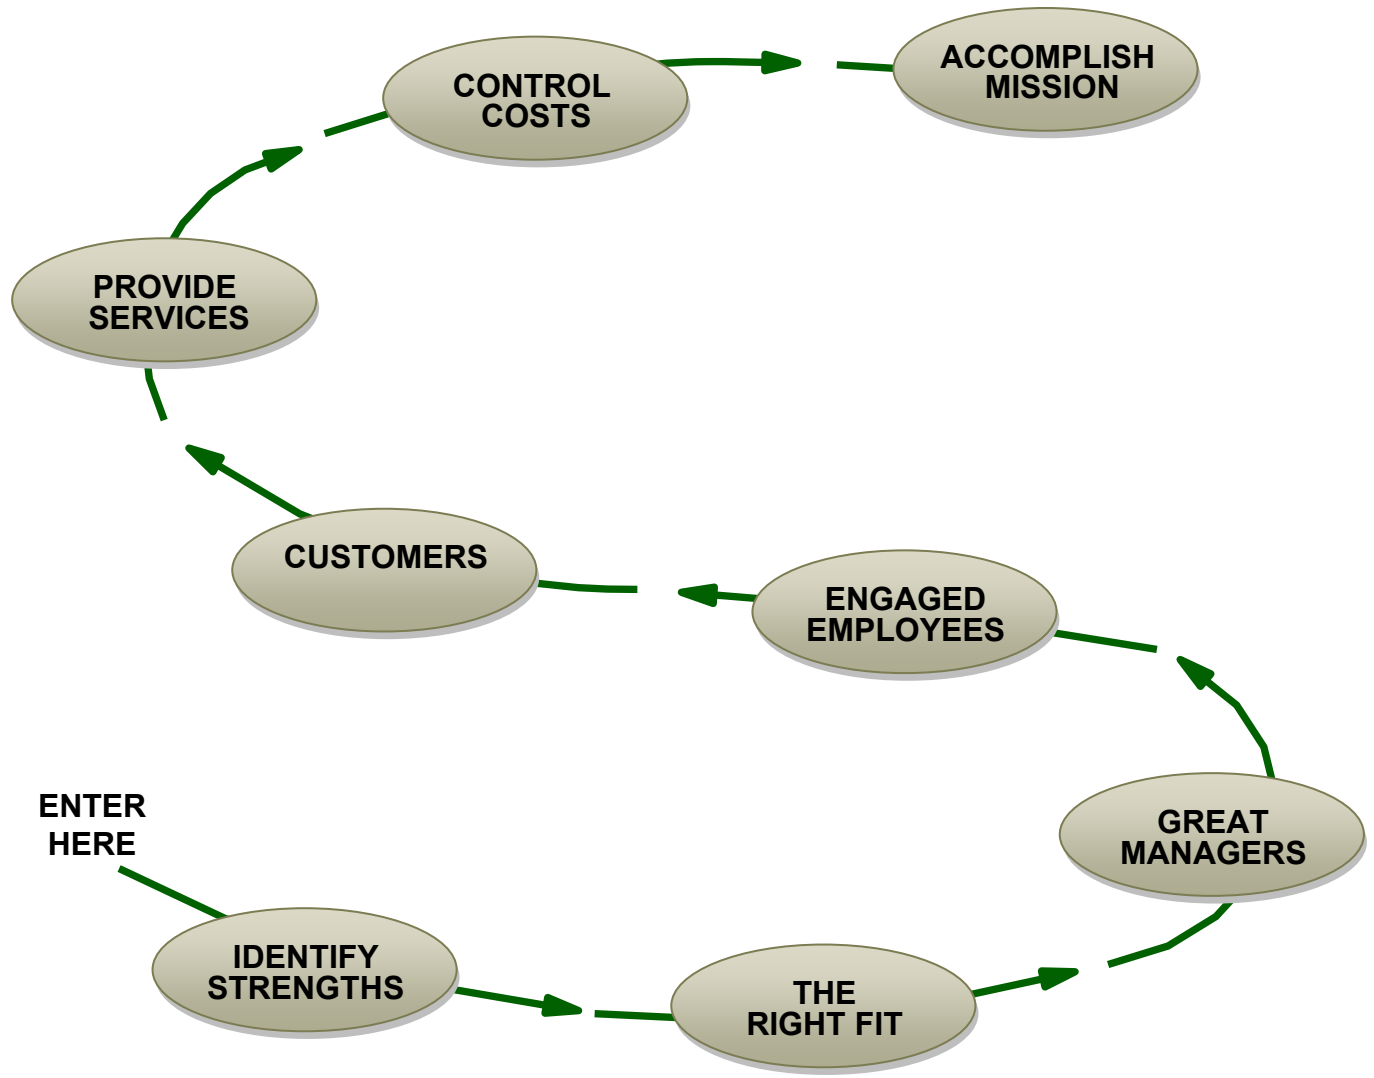 CONTROL
COSTS
ACCOMPLISH
MISSION
PROVIDE
SERVICES
CUSTOMERS
ENGAGED
EMPLOYEES
ENTER
HERE
GREAT
MANAGERS
IDENTIFY
STRENGTHS
THE
RIGHT FIT